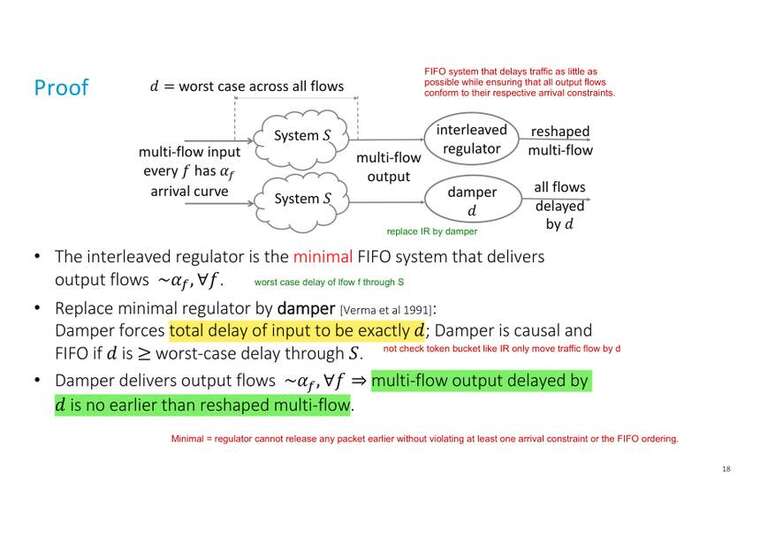 Proof
d = worst case across all flows
FIFO system that delays traffic as little as
possible while ensuring that all output flows
conform to their respective arrival constraints.
System S
interleaved
regulator
reshaped
multi-flow
multi-flow input
every f has α_f
arrival curve
multi-flow
output
System S
damper
d
all flows
delayed
by d
replace IR by damper
• The interleaved regulator is the minimal FIFO system that delivers
output flows ~α_f, ∀f.
worst case delay of lfow f through S
• Replace minimal regulator by damper [Verma et al 1991]:
Damper forces total delay of input to be exactly d; Damper is causal and
FIFO if d is ≥ worst-case delay through S.
not check token bucket like IR only move traffic flow by d
• Damper delivers output flows ~α_f, ∀f ⇒ multi-flow output delayed by
d is no earlier than reshaped multi-flow.
Minimal = regulator cannot release any packet earlier without violating at least one arrival constraint or the FIFO ordering.
18